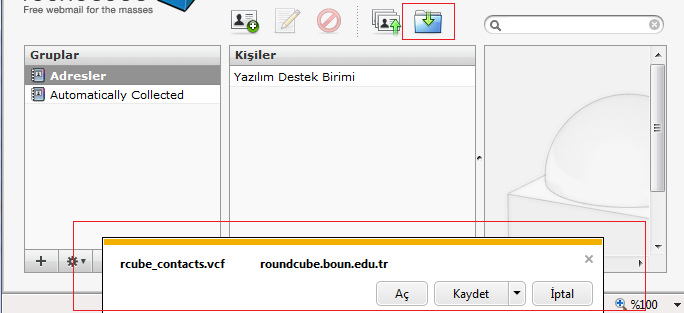 Free webmail for the masses
Gruplar
Kişiler
Adresler
Yazılım Destek Birimi
Automatically Collected
rcube_contacts.vcf roundcube.boun.edu.tr
Aç Kaydet İptal
%100